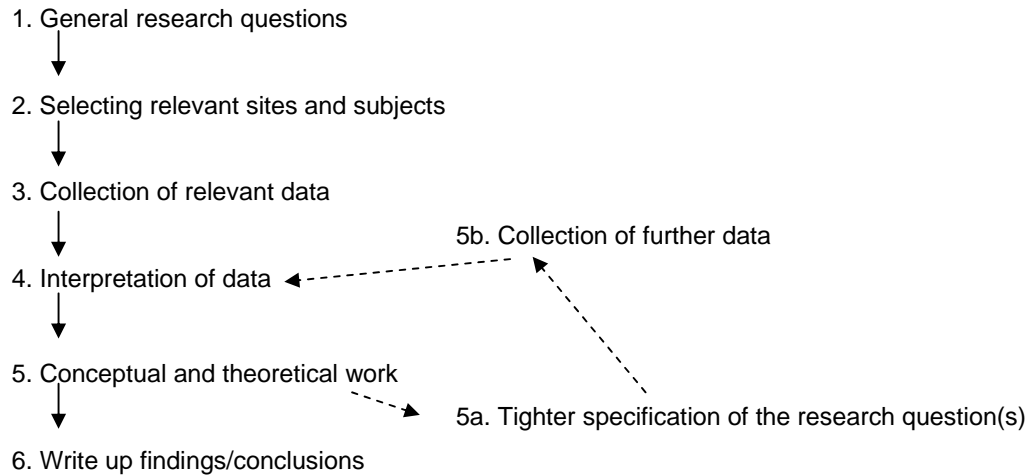 1. General research questions
2. Selecting relevant sites and subjects
3. Collection of relevant data
5b. Collection of further data
4. Interpretation of data
5. Conceptual and theoretical work
5a. Tighter specification of the research question(s)
6. Write up findings/conclusions